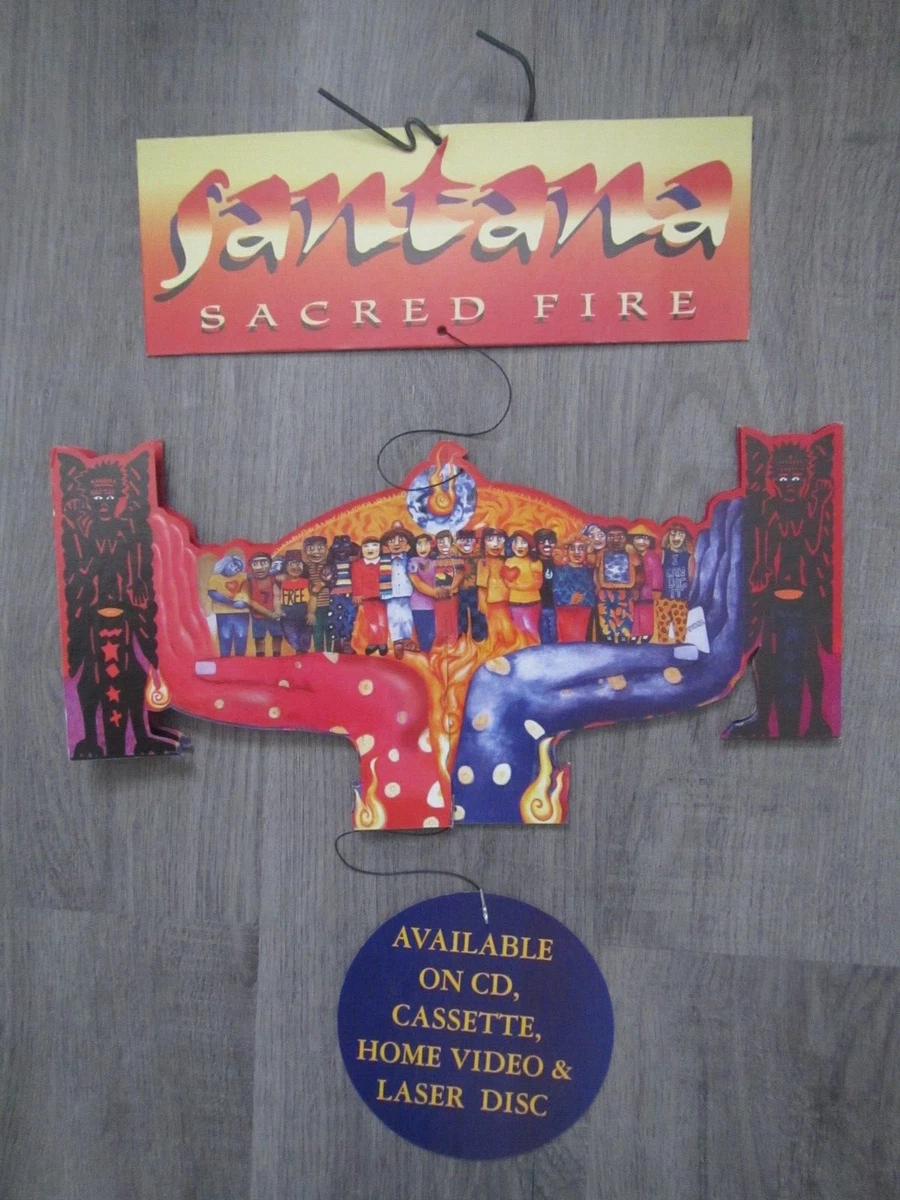 Santana
SACRED FIRE
FREE
AVAILABLE
ON CD,
CASSETTE,
HOME VIDEO &
LASER DISC